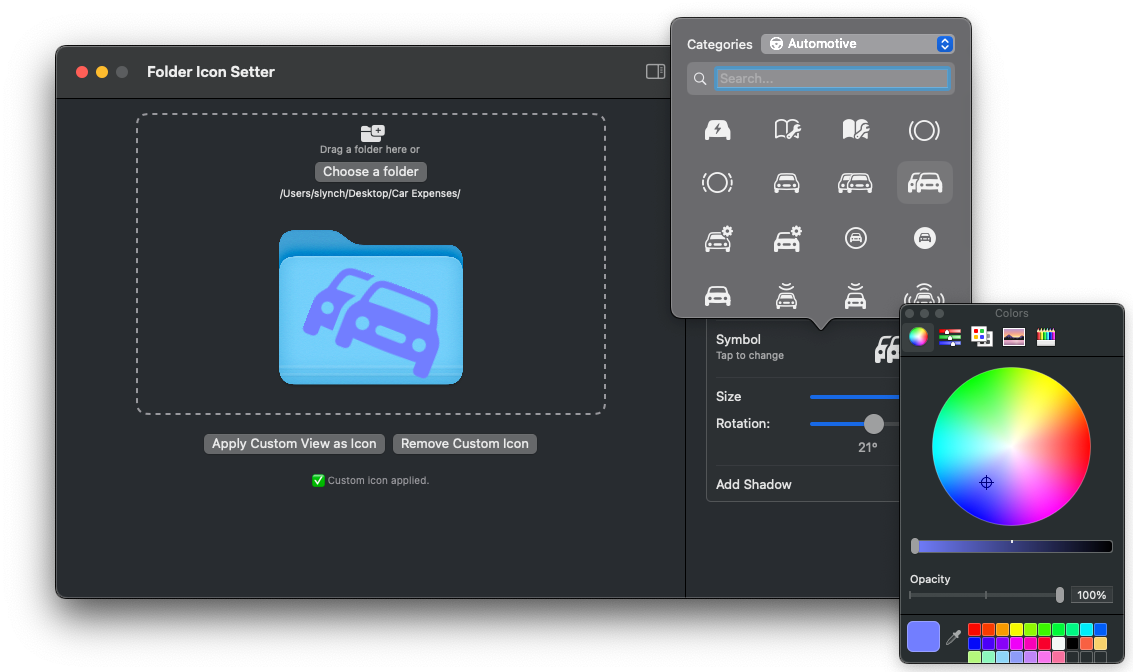 Folder Icon Setter
Drag a folder here or
Choose a folder
/Users/slynch/Desktop/Car Expenses/
Apply Custom View as Icon
Remove Custom Icon
Custom icon applied.
Categories
Automotive
Search...
Symbol
Tap to change
Size
Rotation:
21°
Add Shadow
Colors
Opacity
100%